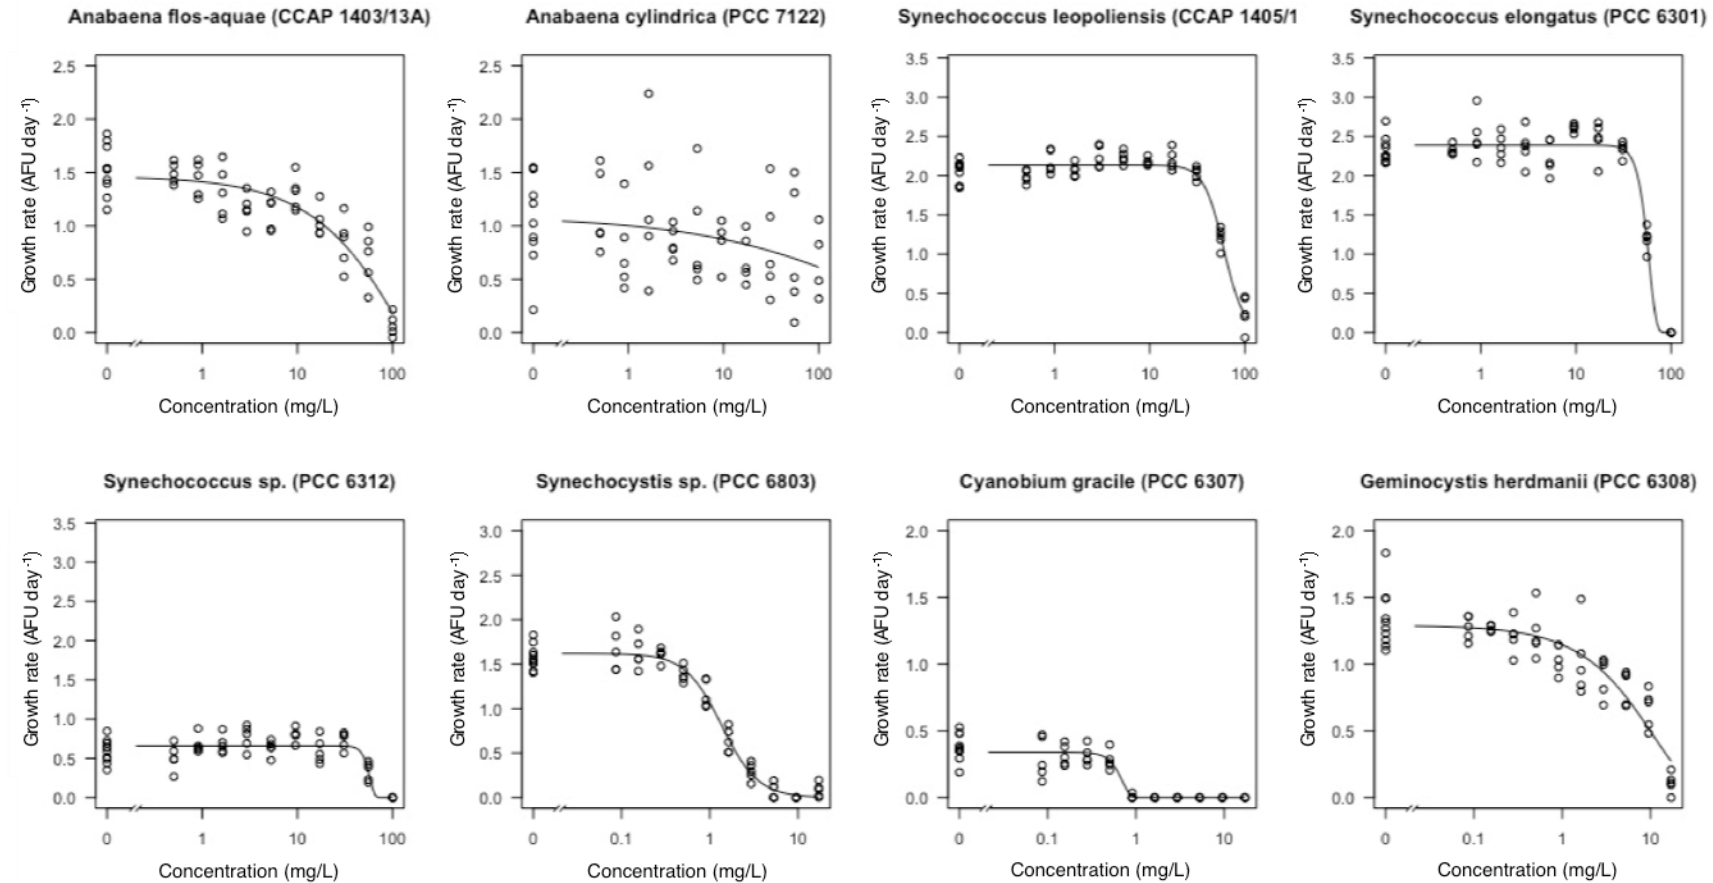 Anabaena flos-aquae (CCAP 1403/13A)
2.5
2.0
1.5
1.0
0.5
0.0
Growth rate (AFU day-1)
0 1 10 100
Concentration (mg/L)
Anabaena cylindrica (PCC 7122)
2.5
2.0
1.5
1.0
0.5
0.0
Growth rate (AFU day-1)
0 1 10 100
Concentration (mg/L)
Synechococcus leopoliensis (CCAP 1405/1
3.5
3.0
2.5
2.0
1.5
1.0
0.5
0.0
Growth rate (AFU day-1)
0 1 10 100
Concentration (mg/L)
Synechococcus elongatus (PCC 6301)
3.5
3.0
2.5
2.0
1.5
1.0
0.5
0.0
Growth rate (AFU day-1)
0 1 10 100
Concentration (mg/L)
Synechococcus sp. (PCC 6312)
3.5
3.0
2.5
2.0
1.5
1.0
0.5
0.0
Growth rate (AFU day-1)
0 1 10 100
Concentration (mg/L)
Synechocystis sp. (PCC 6803)
3.0
2.5
2.0
1.5
1.0
0.5
0.0
Growth rate (AFU day-1)
0 0.1 1 10
Concentration (mg/L)
Cyanobium gracile (PCC 6307)
2.0
1.5
1.0
0.5
0.0
Growth rate (AFU day-1)
0 0.1 1 10
Concentration (mg/L)
Geminocystis herdmanii (PCC 6308)
2.0
1.5
1.0
0.5
0.0
Growth rate (AFU day-1)
0 0.1 1 10
Concentration (mg/L)